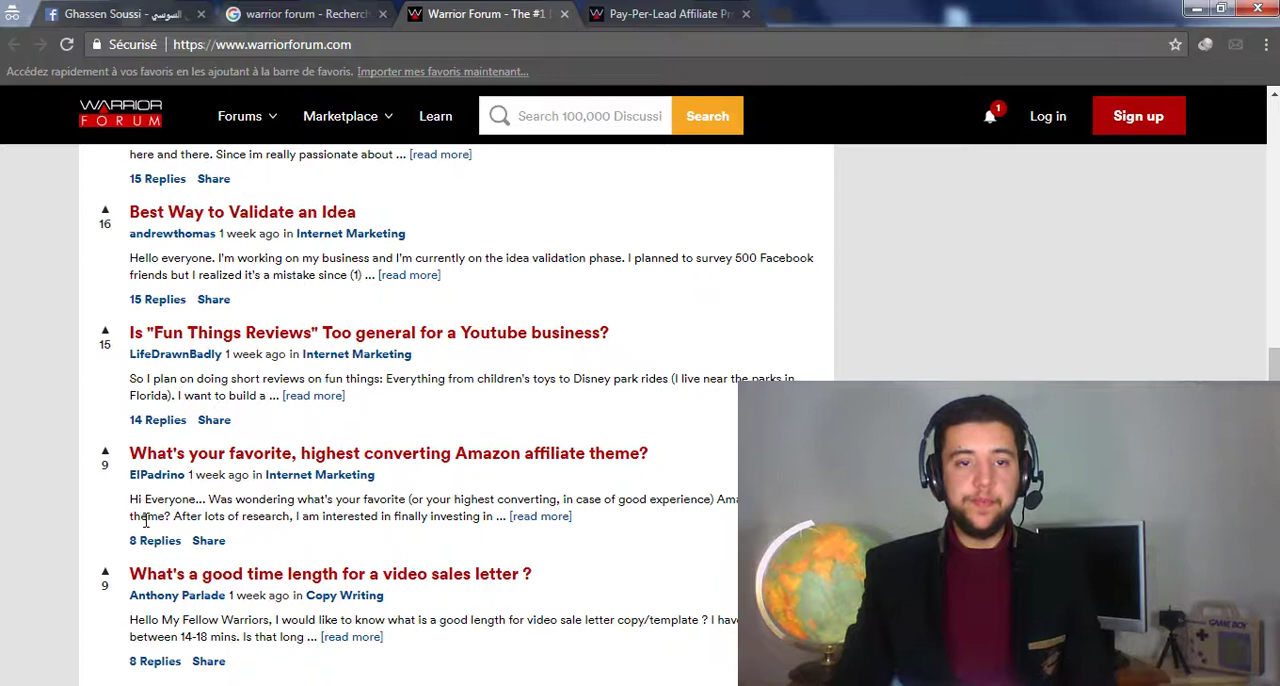 Ghassen Soussi - السوسي
warrior forum - Recherch
Warrior Forum - The #1
Pay-Per-Lead Affiliate Pr
Sécurisé
https://www.warriorforum.com
Accédez rapidement à vos favoris en les ajoutant à la barre de favoris. Importer mes favoris maintenant...
WARRIOR
FORUM
Forums
Marketplace
Learn
Search 100,000 Discussi
Search
1
Log in
Sign up
here and there. Since im really passionate about ... [read more]
15 Replies Share
16
Best Way to Validate an Idea
andrewthomas 1 week ago in Internet Marketing
Hello everyone. I'm working on my business and I'm currently on the idea validation phase. I planned to survey 500 Facebook
friends but I realized it's a mistake since (1) ... [read more]
15 Replies Share
15
Is "Fun Things Reviews" Too general for a Youtube business?
LifeDrawnBadly 1 week ago in Internet Marketing
So I plan on doing short reviews on fun things: Everything from children's toys to Disney park rides (I live near the parks in
Florida). I want to build a ... [read more]
14 Replies Share
9
What's your favorite, highest converting Amazon affiliate theme?
ElPadrino 1 week ago in Internet Marketing
Hi Everyone... Was wondering what's your favorite (or your highest converting, in case of good experience) Ama
theme? After lots of research, I am interested in finally investing in ... [read more]
8 Replies Share
9
What's a good time length for a video sales letter ?
Anthony Parlade 1 week ago in Copy Writing
Hello My Fellow Warriors, I would like to know what is a good length for video sale letter copy/template ? I have
between 14-18 mins. Is that long ... [read more]
8 Replies Share
GAME BOY